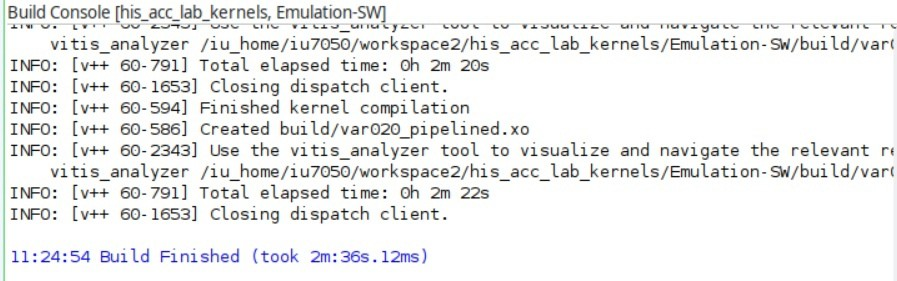 Build Console [his_acc_lab_kernels, Emulation-SW]
INFO: [v++ 60-2343] Use the vitis_analyzer tool to visualize and navigate the relevant r
vitis_analyzer /iu_home/iu7050/workspace2/his_acc_lab_kernels/Emulation-SW/build/var0
INFO: [v++ 60-791] Total elapsed time: 0h 2m 20s
INFO: [v++ 60-1653] Closing dispatch client.
INFO: [v++ 60-594] Finished kernel compilation
INFO: [v++ 60-586] Created build/var020_pipelined.xo
INFO: [v++ 60-2343] Use the vitis_analyzer tool to visualize and navigate the relevant re
vitis_analyzer /iu_home/iu7050/workspace2/his_acc_lab_kernels/Emulation-SW/build/var0
INFO: [v++ 60-791] Total elapsed time: 0h 2m 22s
INFO: [v++ 60-1653] Closing dispatch client.
11:24:54 Build Finished (took 2m:36s.12ms)